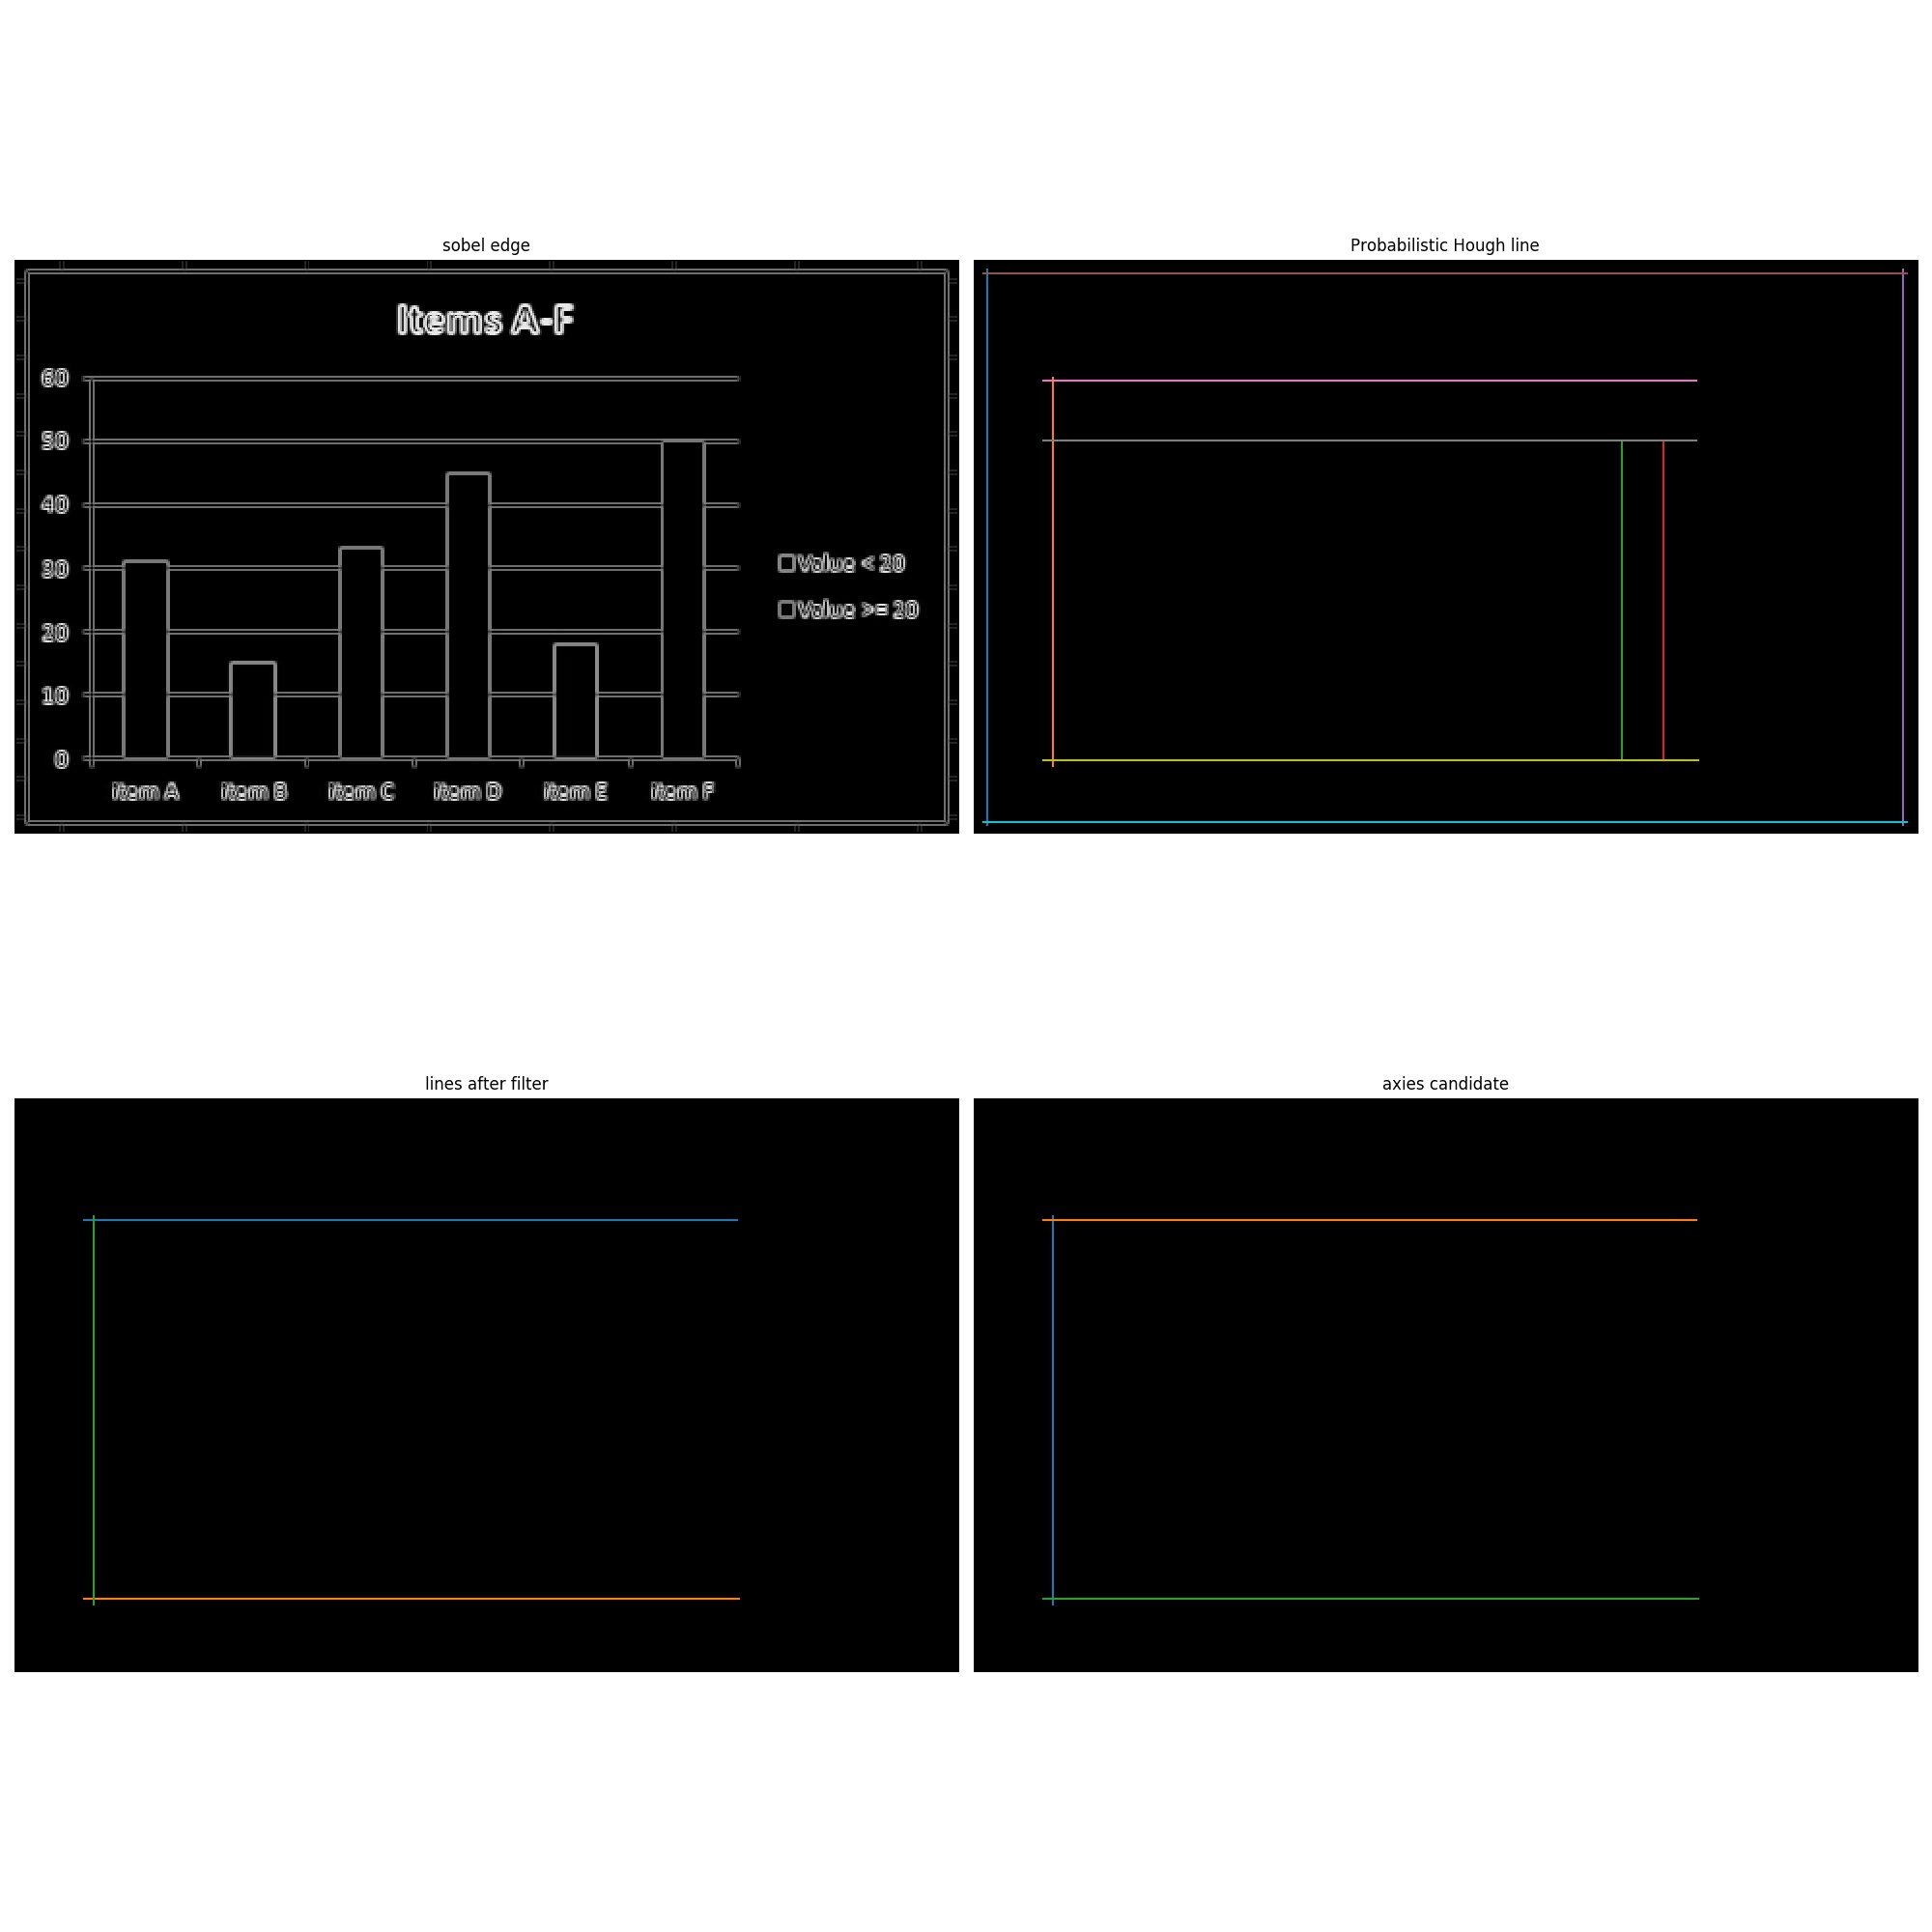 sobel edge
Probabilistic Hough line
Items A-F
60
50
40
30
20
10
0
Value < 20
Value >= 20
item A item B item C item D item E item F
lines after filter
axies candidate